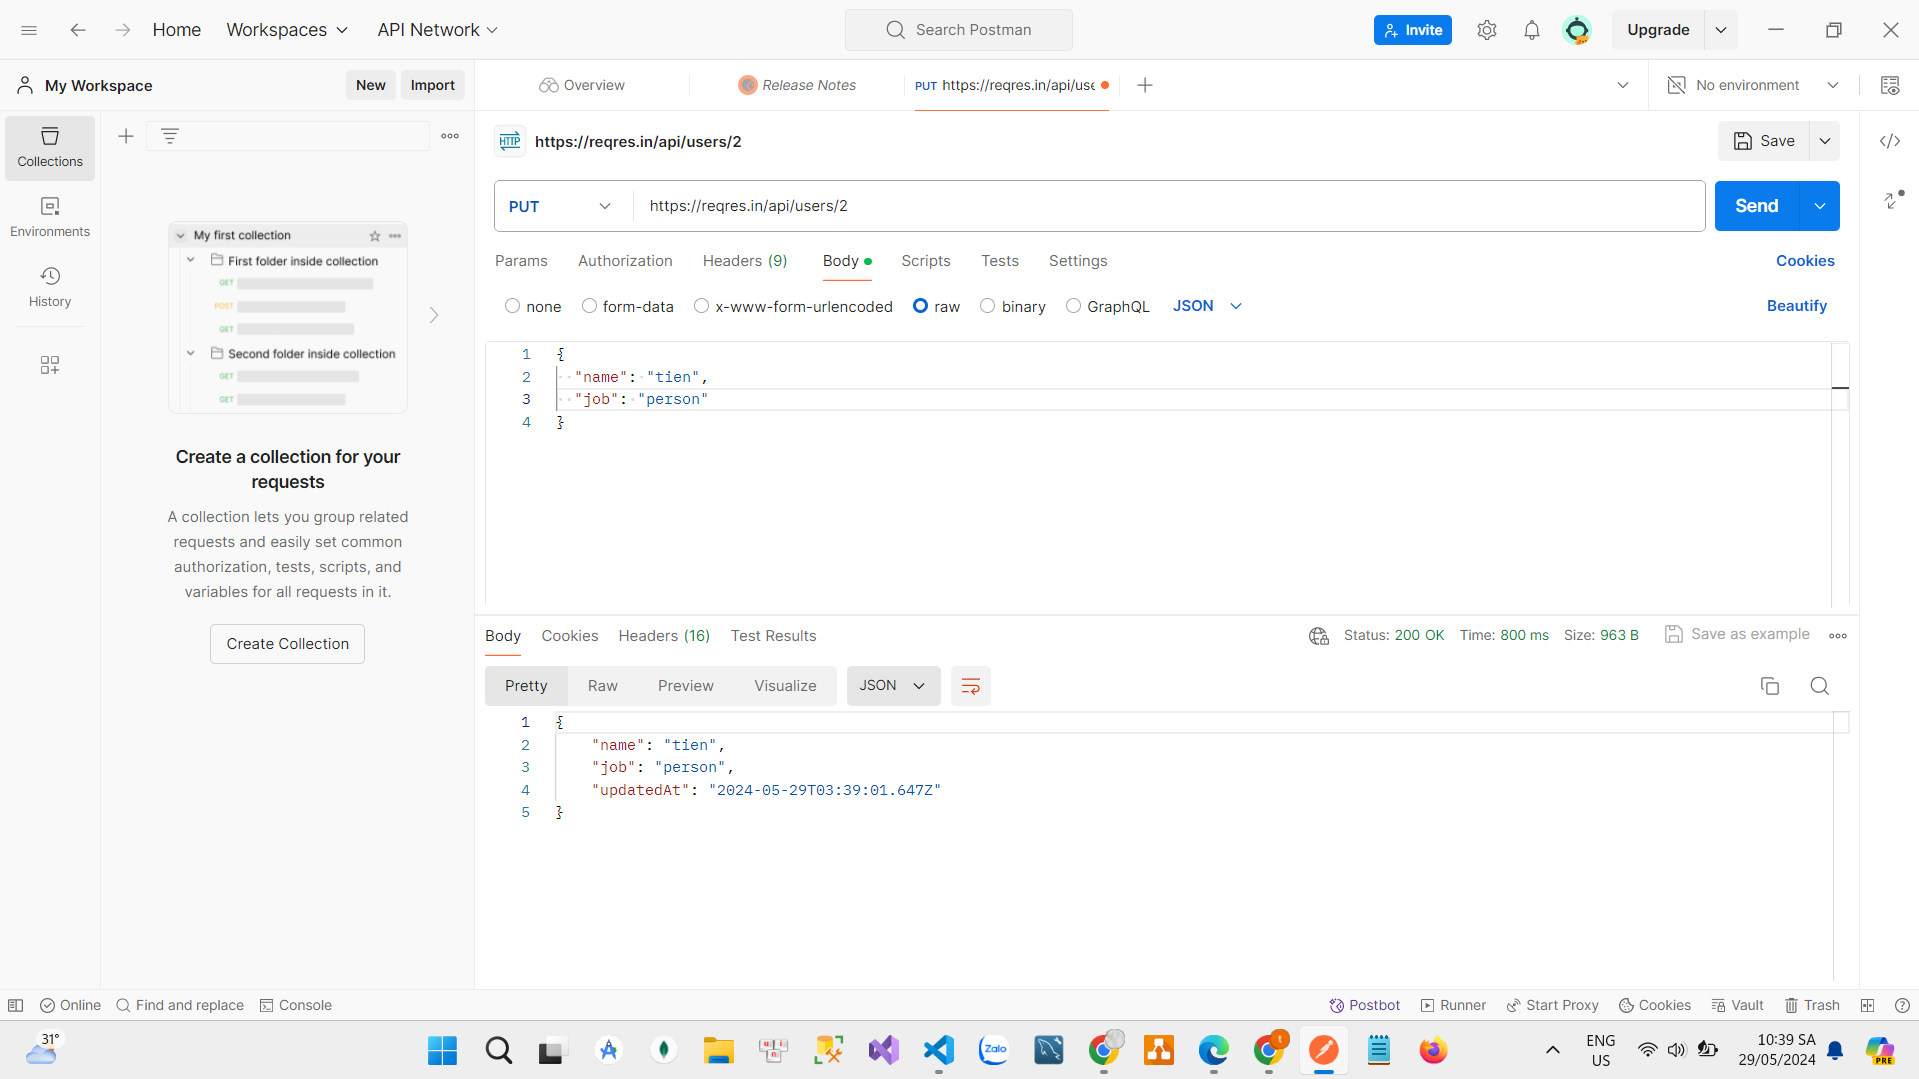 Home Workspaces API Network Search Postman Invite Upgrade
My Workspace New Import Overview Release Notes PUT https://reqres.in/api/use No environment
Collections
Environments
History
My first collection
First folder inside collection
GET
POST
GET
Second folder inside collection
GET
GET
Create a collection for your
requests
A collection lets you group related
requests and easily set common
authorization, tests, scripts, and
variables for all requests in it.
Create Collection
HTTP https://reqres.in/api/users/2 Save
PUT https://reqres.in/api/users/2 Send
Params Authorization Headers (9) Body Scripts Tests Settings Cookies
none form-data x-www-form-urlencoded raw binary GraphQL JSON Beautify
1 {
2 "name": "tien",
3 "job": "person"
4 }
Body Cookies Headers (16) Test Results Status: 200 OK Time: 800 ms Size: 963 B Save as example
Pretty Raw Preview Visualize JSON
1 {
2 "name": "tien",
3 "job": "person",
4 "updatedAt": "2024-05-29T03:39:01.647Z"
5 }
Online Find and replace Console Postbot Runner Start Proxy Cookies Vault Trash
31° Zalo t ENG 10:39 SA
US 29/05/2024 PRE